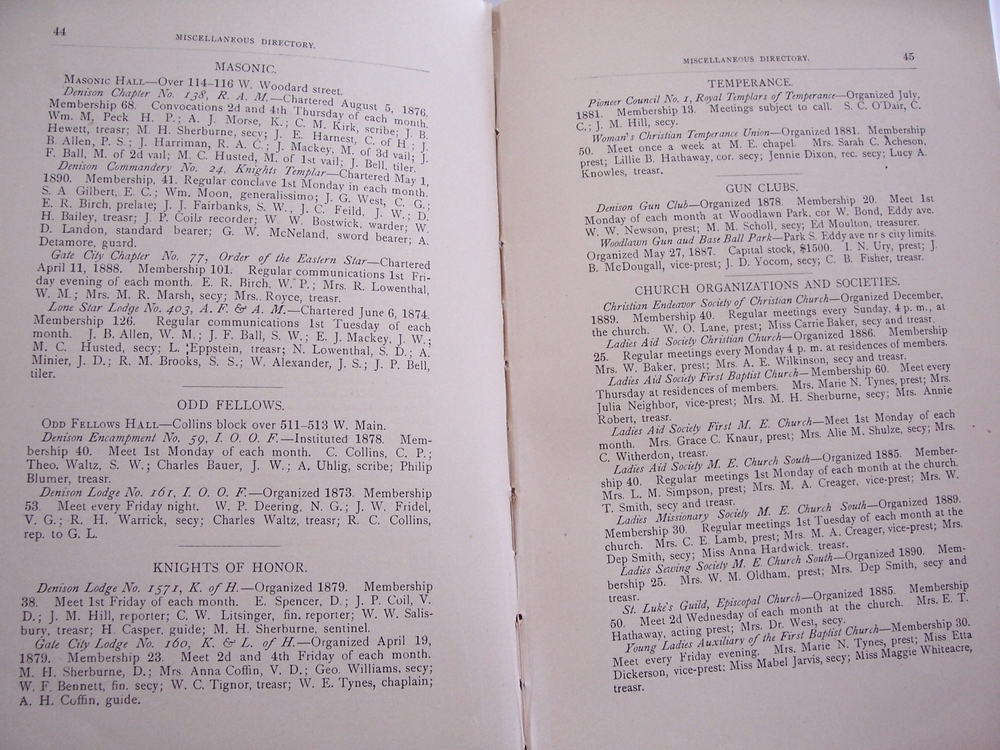 44
MISCELLANEOUS DIRECTORY.
MASONIC.
MASONIC HALL—Over 114–116 W. Woodard street.
Denison Chapter No. 138, R. A. M.—Chartered August 5, 1876.
Membership 68. Convocations 2d and 4th Thursday of each month.
Wm. M. Peck H. P.; A. J. Morse, K.; C. M. Kirk, scribe; J. B.
Hewett, treasr; M. H. Sherburne, secy; J. E. Harnest, C. of H; J.
B. Allen, P. S.; J. Harriman, R. A. C.; J. Mackey, M. of 3d vail; J.
F. Ball, M. of 2d vail; M. C. Husted, M. of 1st vail; J. Bell, tiler.
Denison Commandery No. 24, Knights Templar—Chartered May 1,
1890. Membership, 41. Regular conclave 1st Monday in each month.
S. A Gilbert, E. C.; Wm. Moon, generalissimo; J. G. West, C. G.;
E. R. Birch, prelate; J. J. Fairbanks, S. W., J. C. Feild, J. W.; D.
H. Bailey, treasr; J. P. Coils recorder; W. W. Bostwick, warder; W.
D. Landon, standard bearer; G. W. McNeland, sword bearer; A.
Detamore, guard.
Gate City Chapter No. 77, Order of the Eastern Star—Chartered
April 11, 1888. Membership 101. Regular communications 1st Fri-
day evening of each month. E. R. Birch, W. P.; Mrs. R. Lowenthal,
W. M.; Mrs. M. R. Marsh, secy; Mrs.. Royce, treasr.
Lone Star Lodge No. 403, A. F. & A. M.—Chartered June 6, 1874.
Membership 126. Regular communications 1st Tuesday of each
month. J. B. Allen, W. M.; J. F. Ball, S. W.; E. J. Mackey, J. W.;
M. C. Husted, secy; L. Eppstein, treasr; N. Lowenthal, S. D.; A.
Minier, J. D.; R. M. Brooks, S. S.; W. Alexander, J. S.; J. P. Bell,
tiler.
ODD FELLOWS.
ODD FELLOWS HALL—Collins block over 511–513 W. Main.
Denison Encampment No. 59, I. O. O. F.—Instituted 1878. Mem-
bership 40. Meet 1st Monday of each month. C. Collins, C. P.;
Theo. Waltz, S. W.; Charles Bauer, J. W.; A. Uhlig, scribe; Philip
Blumer, treasr.
Denison Lodge No. 161, I. O. O. F.—Organized 1873. Membership
53. Meet every Friday night. W. P. Deering, N. G.; J. W. Fridel,
V. G.; R. H. Warrick, secy; Charles Waltz, treasr; R. C. Collins,
rep. to G. L.
KNIGHTS OF HONOR.
Denison Lodge No. 1571, K. of H.—Organized 1879. Membership
38. Meet 1st Friday of each month. E. Spencer, D.; J. P. Coil, V.
D.; J. M. Hill, reporter; C. W. Litsinger, fin. reporter; W. W. Salis-
bury, treasr; H. Casper, guide; M. H. Sherburne, sentinel.
Gate City Lodge No. 160, K. & L. of H.—Organized April 19,
1879. Membership 23. Meet 2d and 4th Friday of each month.
M. H. Sherburne, D.; Mrs. Anna Coffin, V. D.; Geo. Williams, secy;
W. F. Bennett, fin. secy; W. C. Tignor, treasr; W. E. Tynes, chaplain;
A. H. Coffin, guide.
MISCELLANEOUS DIRECTORY.
45
TEMPERANCE.
Pioneer Council No. 1, Royal Templars of Temperance—Organized July,
1881. Membership 13. Meetings subject to call. S. C. O'Dair, C.
C.; J. M. Hill, secy.
Woman's Christian Temperance Union—Organized 1881. Membership
50. Meet once a week at M. E. chapel. Mrs. Sarah C. Acheson,
prest; Lillie B. Hathaway, cor. secy; Jennie Dixon, rec. secy; Lucy A.
Knowles, treasr.
GUN CLUBS.
Denison Gun Club—Organized 1878. Membership 20. Meet 1st
Monday of each month at Woodlawn Park, cor W. Bond, Eddy ave.
W. W. Newson, prest; M. M. Scholl, secy; Ed Moulton, treasurer.
Woodlawn Gun and Base Ball Park—Park S. Eddy ave nr s city limits.
Organized May 27, 1887. Capital stock, $1500. I. N. Ury, prest; J.
B. McDougall, vice-prest; J. D. Yocom, secy; C. B. Fisher, treasr.
CHURCH ORGANIZATIONS AND SOCIETIES.
Christian Endeavor Society of Christian Church—Organized December,
1889. Membership 40. Regular meetings every Sunday, 4 p. m., at
the church. W. O. Lane, prest; Miss Carrie Baker, secy and treasr.
Ladies Aid Society Christian Church—Organized 1886. Membership
25. Regular meetings every Monday 4 p. m. at residences of members.
Mrs. W. Baker, prest; Mrs. A. E. Wilkinson, secy and treasr.
Ladies Aid Society First Baptist Church—Membership 60. Meet every
Thursday at residences of members. Mrs. Marie N. Tynes, prest; Mrs.
Julia Neighbor, vice-prest; Mrs. M. H. Sherburne, secy; Mrs. Annie
Robert, treasr.
Ladies Aid Society First M. E. Church—Meet 1st Monday of each
month. Mrs. Grace C. Knaur, prest; Mrs. Alie M. Shulze, secy; Mrs.
C. Witherdon, treasr.
Ladies Aid Society M. E. Church South—Organized 1885. Member-
ship 40. Regular meetings 1st Monday of each month at the church.
Mrs. L. M. Simpson, prest; Mrs. M. A. Creager, vice-prest; Mrs. W.
T. Smith, secy and treasr.
Ladies Missionary Society M. E. Church South—Organized 1889.
Membership 30. Regular meetings 1st Tuesday of each month at the
church. Mrs. C. E. Lamb, prest; Mrs. M. A. Creager, vice-prest; Mrs.
Dep Smith, secy; Miss Anna Hardwick, treasr.
Ladies Sewing Society M. E. Church South—Organized 1890. Mem-
bership 25. Mrs. W. M. Oldham, prest; Mrs. Dep Smith, secy and
treasr.
St. Luke's Guild, Episcopal Church—Organized 1885. Membership
50. Meet 2d Wednesday of each month at the church. Mrs. E. T.
Hathaway, acting prest; Mrs. Dr. West, secy.
Young Ladies Auxiliary of the First Baptist Church—Membership 30.
Meet every Friday evening. Mrs. Marie N. Tynes, prest; Miss Etta
Dickerson, vice-prest; Miss Mabel Jarvis, secy; Miss Maggie Whiteacre,
treasr.